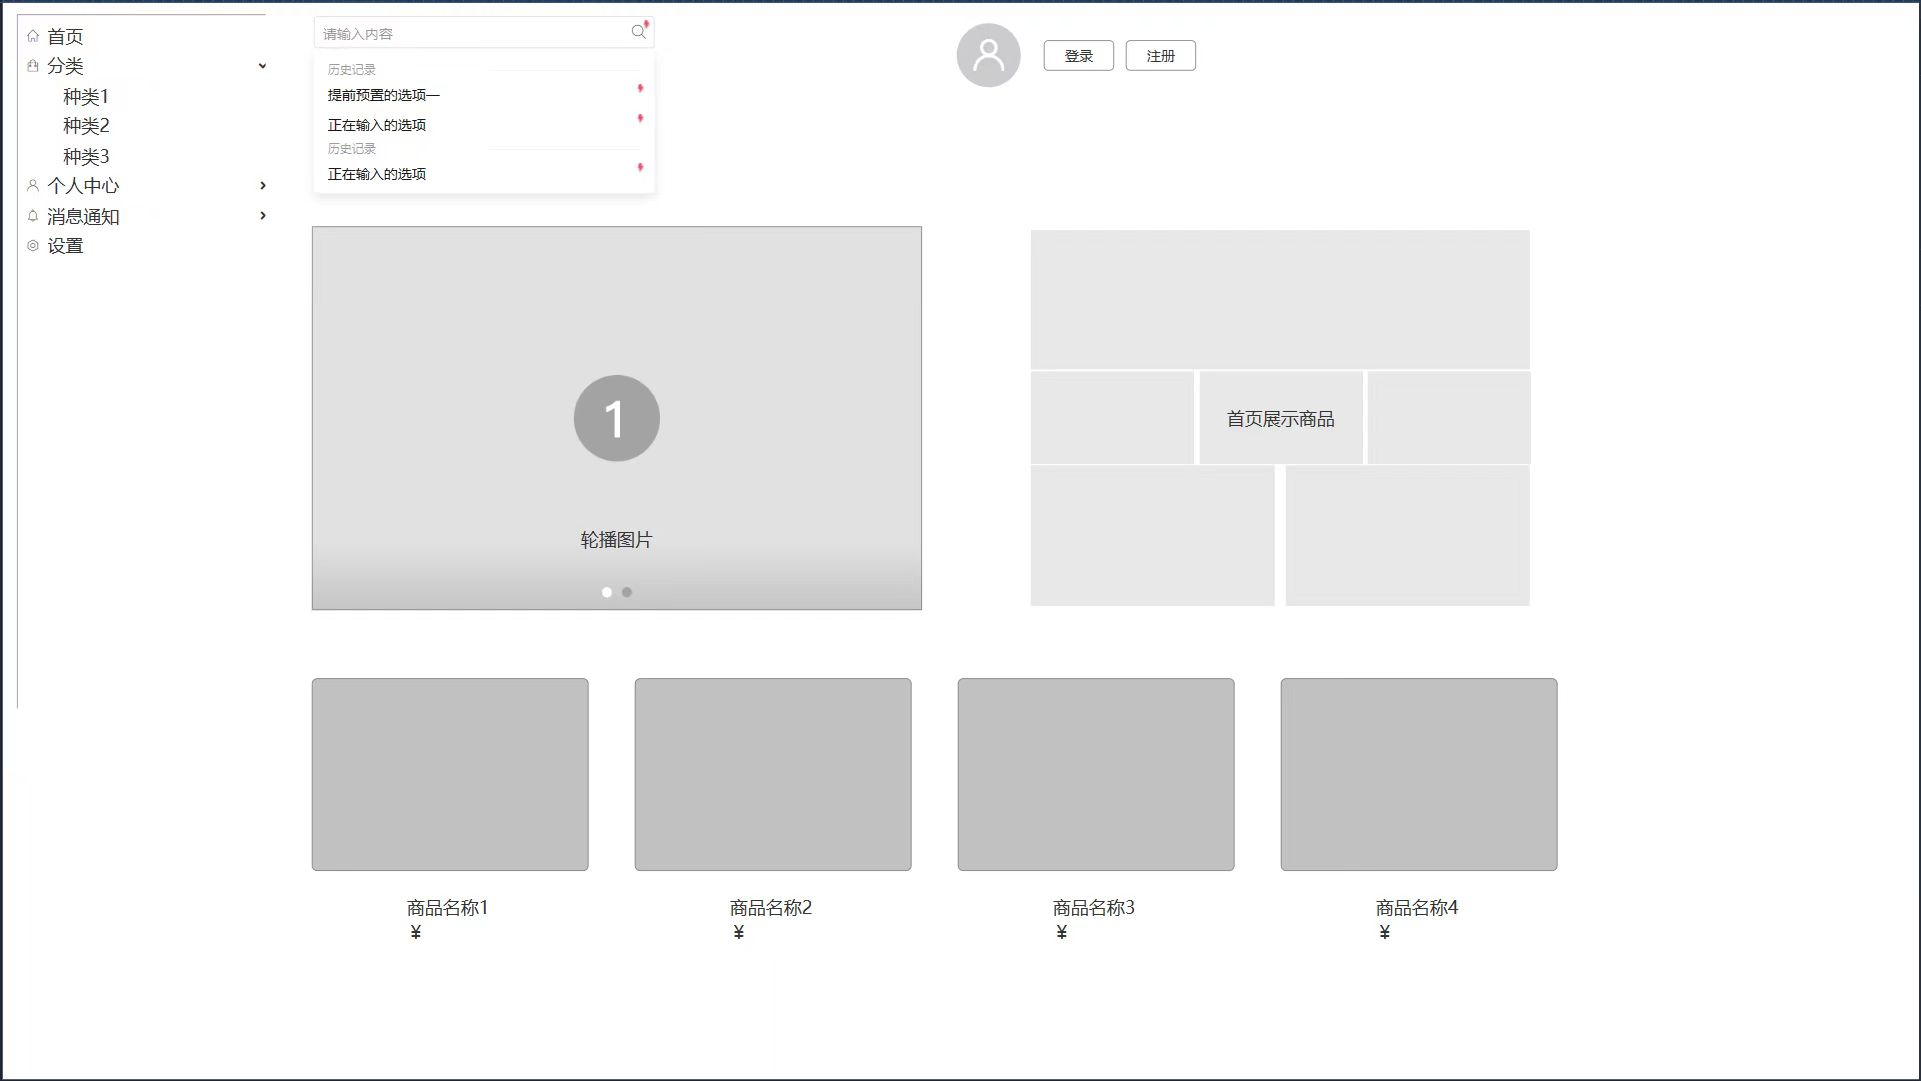 首页
分类
种类1
种类2
种类3
个人中心
消息通知
设置
请输入内容
历史记录
提前预置的选项一
正在输入的选项
历史记录
正在输入的选项
登录
注册
1
轮播图片
首页展示商品
商品名称1
¥
商品名称2
¥
商品名称3
¥
商品名称4
¥